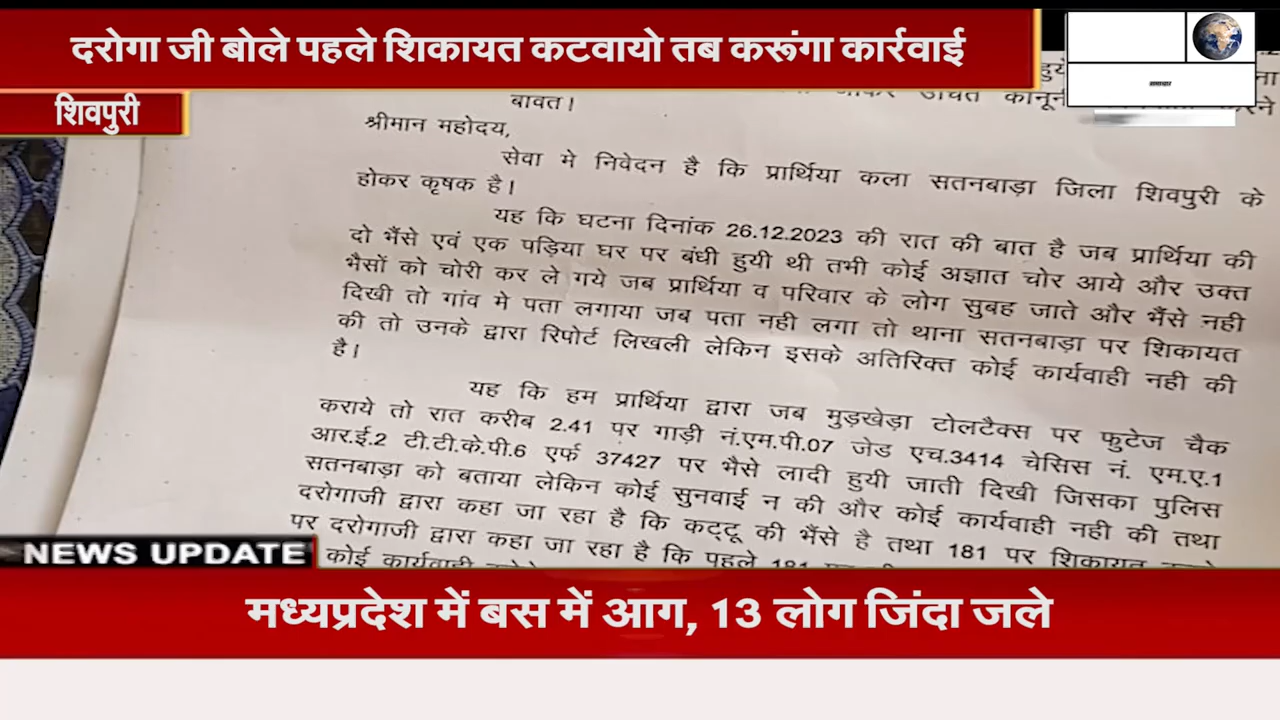 दरोगा जी बोले पहले शिकायत कटवायो तब करूंगा कार्रवाई
शिवपुरी
समाचार
उचित कानूनी
बावत।
श्रीमान महोदय,
सेवा मे निवेदन है कि प्रार्थिया कला सतनबाड़ा जिला शिवपुरी के
होकर कृषक है।
यह कि घटना दिनांक 26.12.2023 की रात की बात है जब प्रार्थिया की
दो भैंसे एवं एक पड़िया घर पर बंधी हुयी थी तभी कोई अज्ञात चोर आये और उक्त
भैसों को चोरी कर ले गये जब प्रार्थिया व परिवार के लोग सुबह जाते और भैंसे नही
दिखी तो गांव मे पता लगाया जब पता नही लगा तो थाना सतनबाड़ा पर शिकायत
की तो उनके द्वारा रिपोर्ट लिखली लेकिन इसके अतिरिक्त कोई कार्यवाही नही की
है।
यह कि हम प्रार्थिया द्वारा जब मुड़खेड़ा टोलटैक्स पर फुटेज चैक
कराये तो रात करीब 2.41 पर गाड़ी नं.एम.पी.07 जेड एच.3414 चेसिस नं. एम.ए.1
आर.ई.2 टी.टी.के.पी.6 एर्फ 37427 पर भैसे लादी हुयी जाती दिखी जिसका पुलिस
सतनबाड़ा को बताया लेकिन कोई सुनवाई न की और कोई कार्यवाही नही की तथा
दरोगाजी द्वारा कहा जा रहा है कि कट्टू की भैंसे है तथा 181 पर शिकायत
पर दरोगाजी द्वारा कहा जा रहा है कि पहले 181
कोई कार्यवाही
NEWS UPDATE
मध्यप्रदेश में बस में आग, 13 लोग जिंदा जले